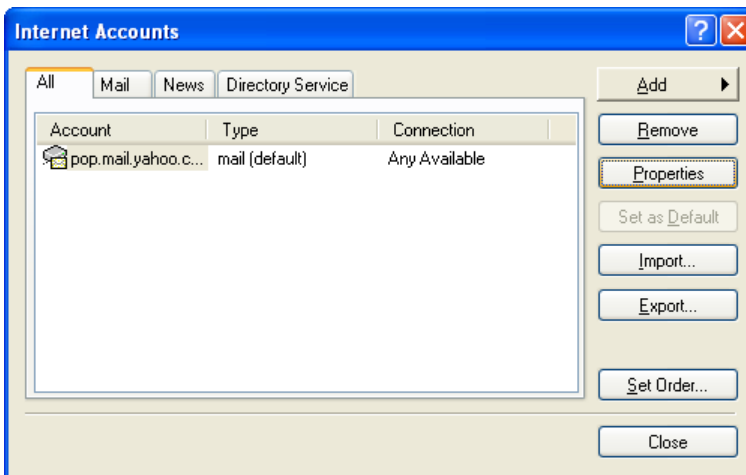 Internet Accounts
All Mail News Directory Service
Account Type Connection
pop.mail.yahoo.c... mail (default) Any Available
Add
Remove
Properties
Set as Default
Import...
Export...
Set Order...
Close